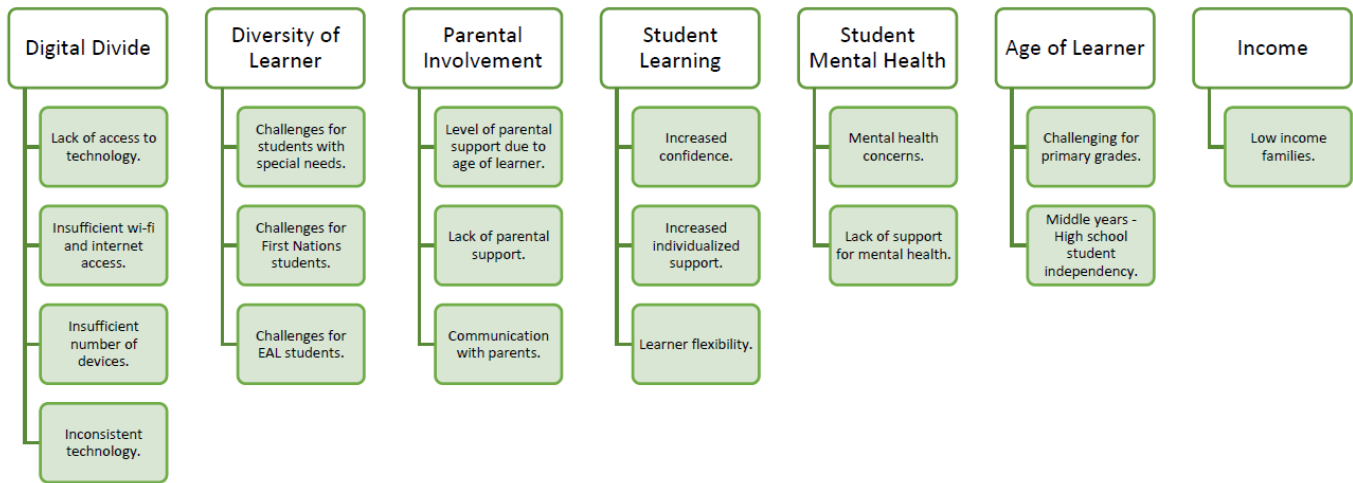 Digital Divide
Lack of access to
technology.
Insufficient wi-fi
and internet
access.
Insufficient
number of
devices.
Inconsistent
technology.
Diversity of
Learner
Challenges for
students with
special needs.
Challenges for
First Nations
students.
Challenges for
EAL students.
Parental
Involvement
Level of parental
support due to
age of learner.
Lack of parental
support.
Communication
with parents.
Student
Learning
Increased
confidence.
Increased
individualized
support.
Learner flexibility.
Student
Mental Health
Mental health
concerns.
Lack of support
for mental health.
Age of Learner
Challenging for
primary grades.
Middle years -
High school
student
independency.
Income
Low income
families.